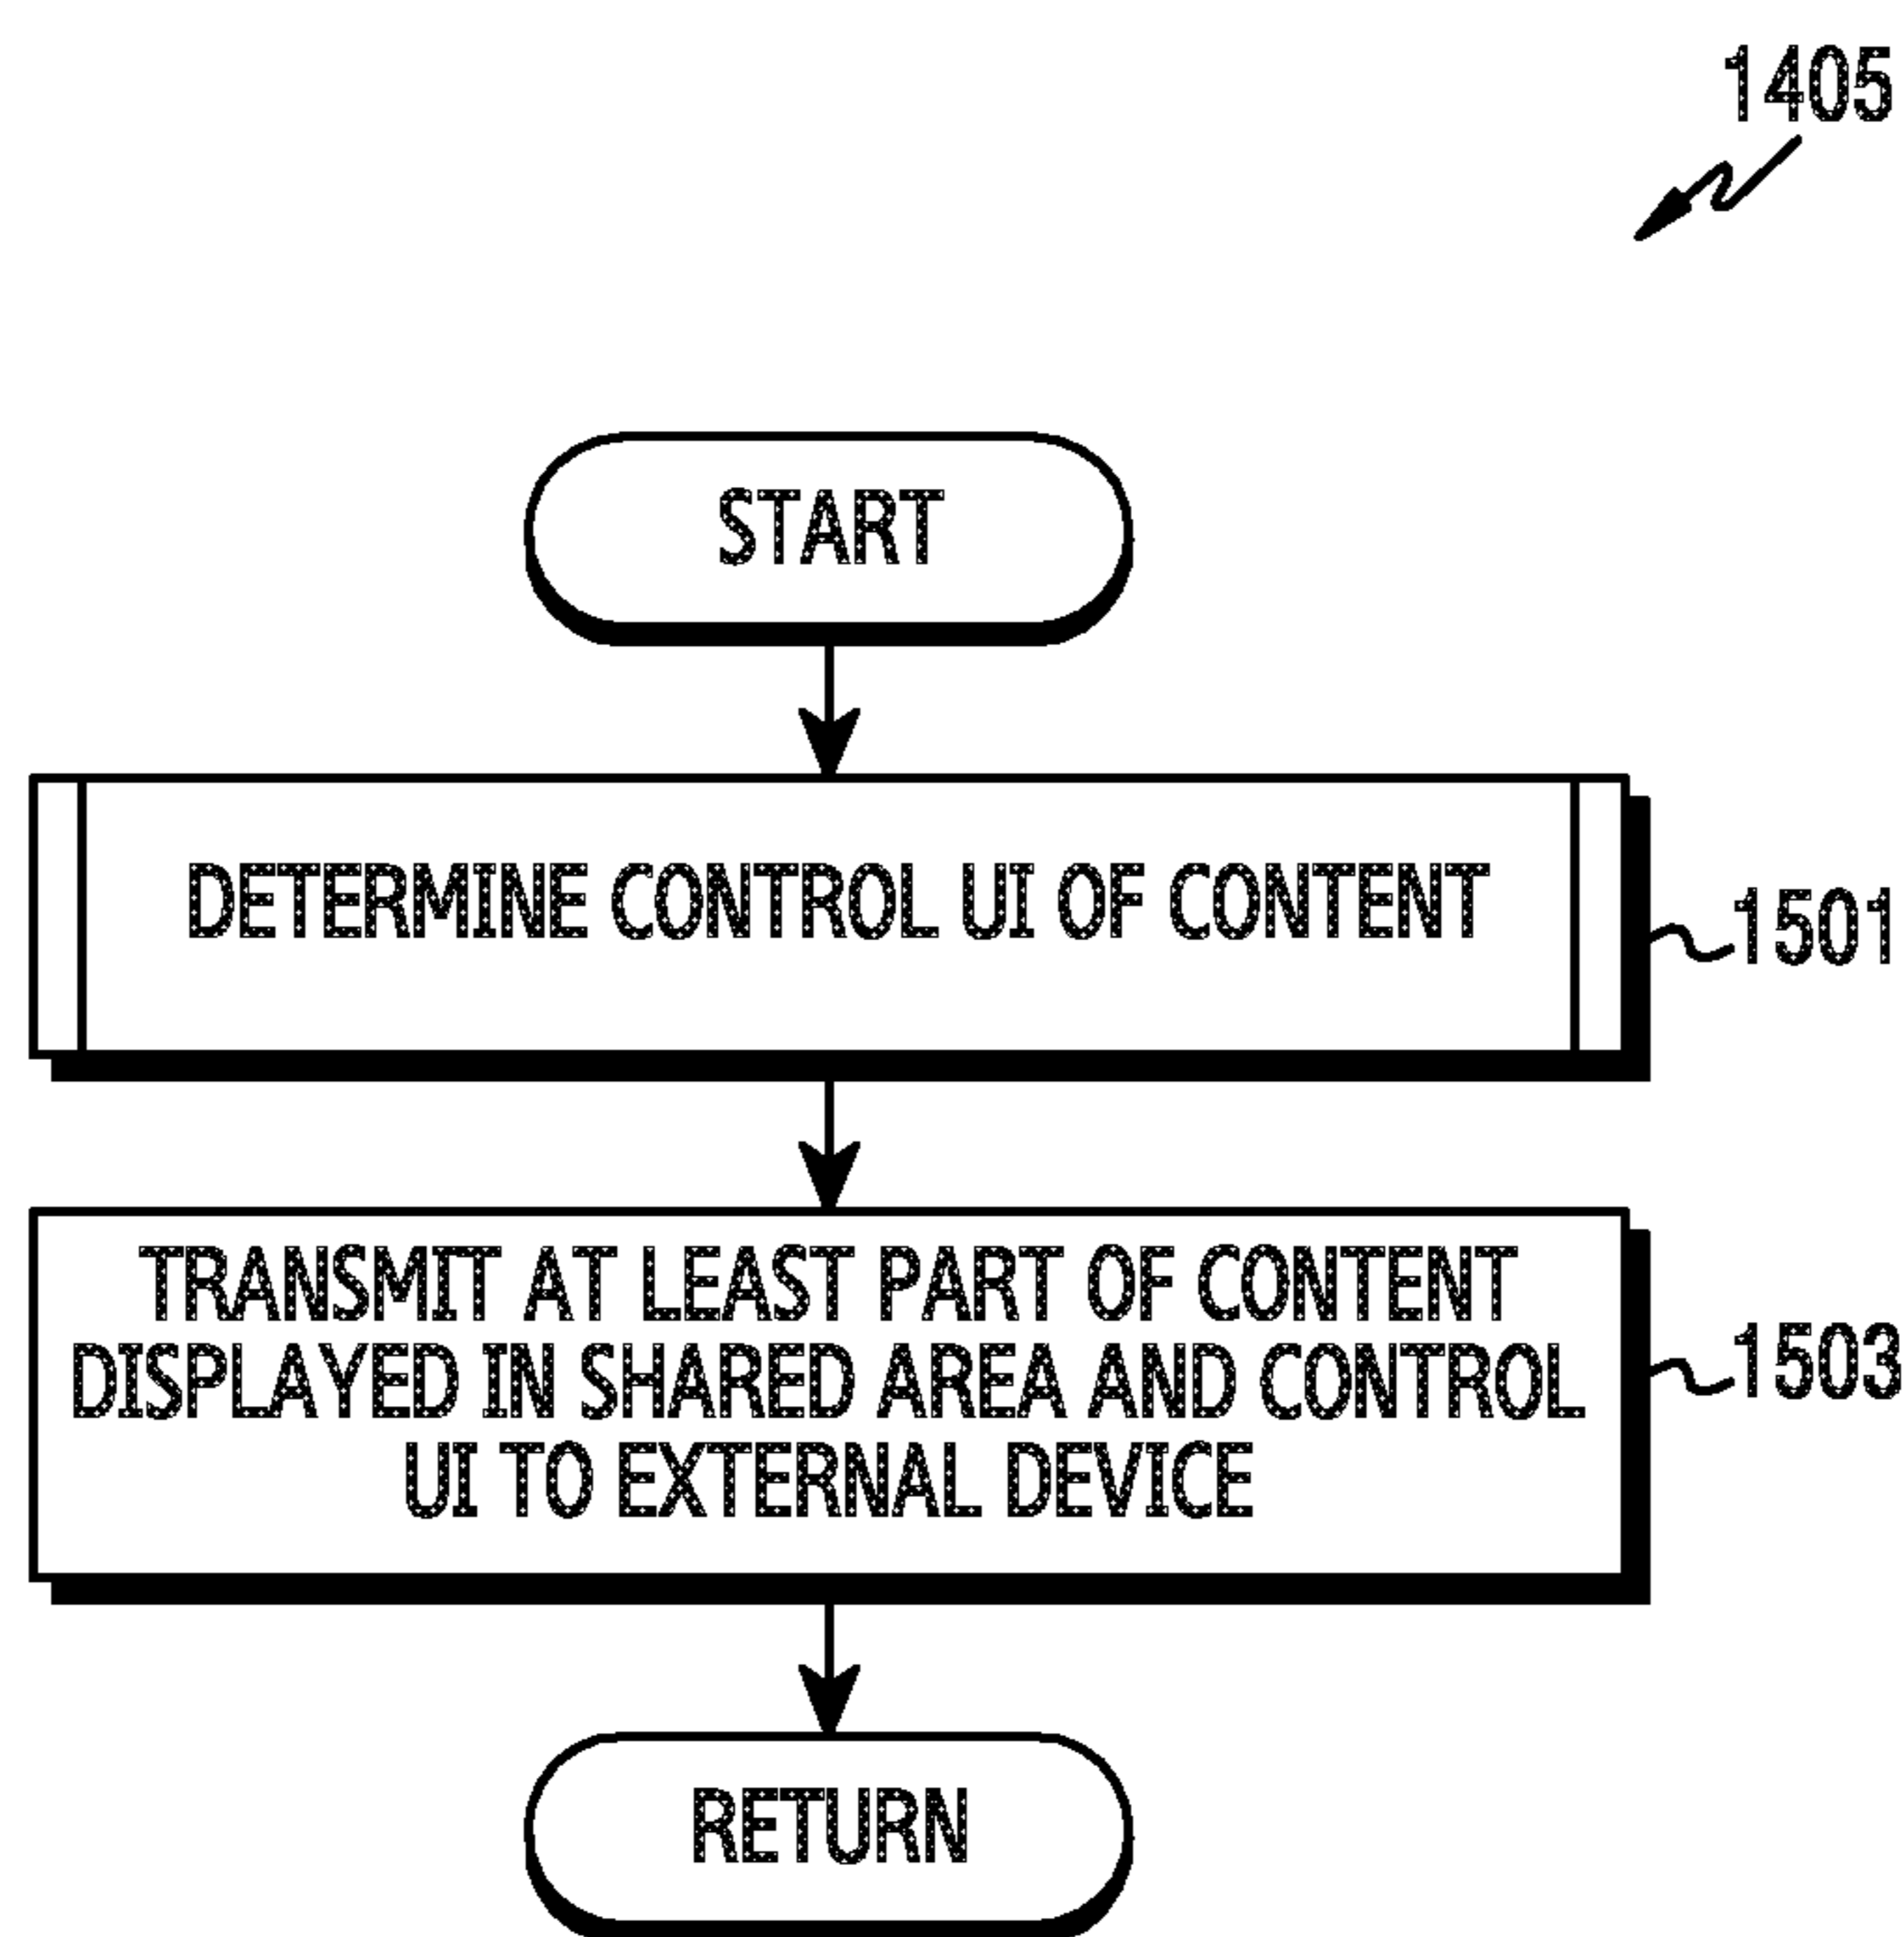 1405
START
DETERMINE CONTROL UI OF CONTENT
1501
TRANSMIT AT LEAST PART OF CONTENT
DISPLAYED IN SHARED AREA AND CONTROL
UI TO EXTERNAL DEVICE
1503
RETURN